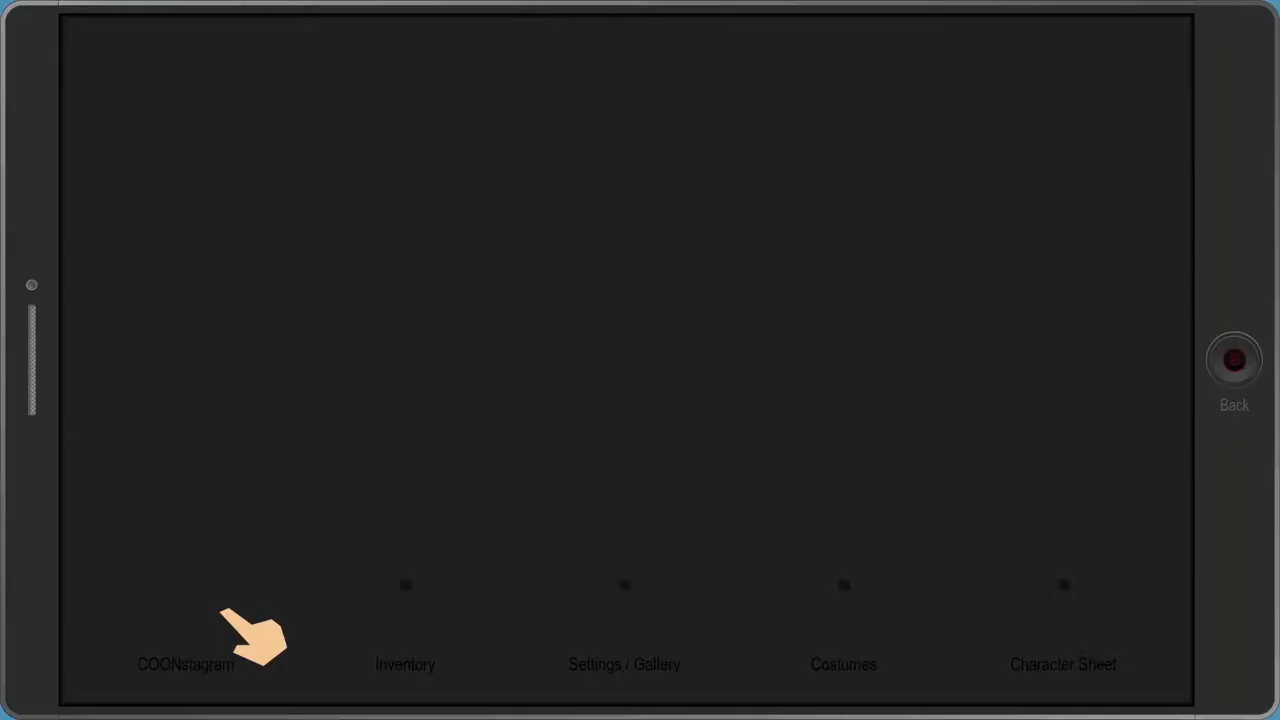 B
Back
COONstagram
Inventory
Settings / Gallery
Costumes
Character Sheet